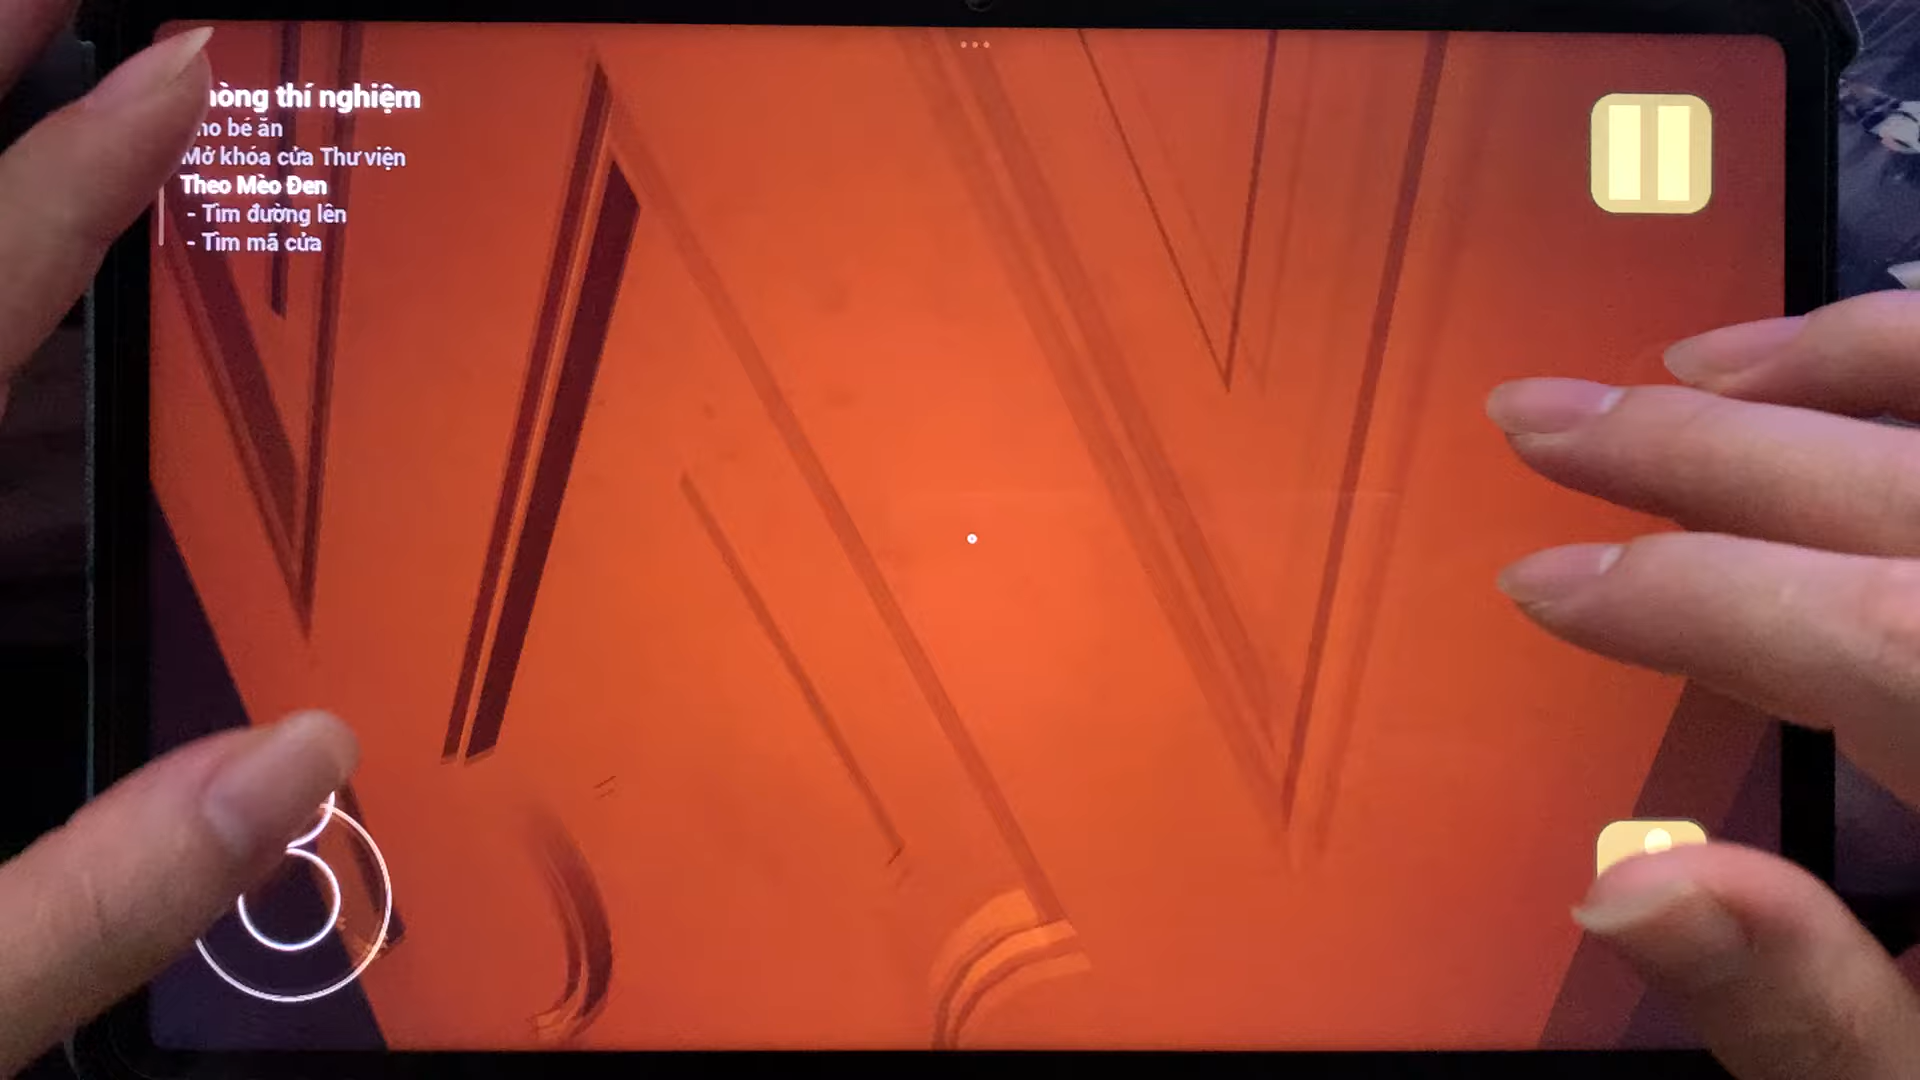 hòng thí nghiệm
ho bé ăn
Mở khóa cửa Thư viện
Theo Mèo Đen
- Tìm đường lên
- Tìm mã cửa